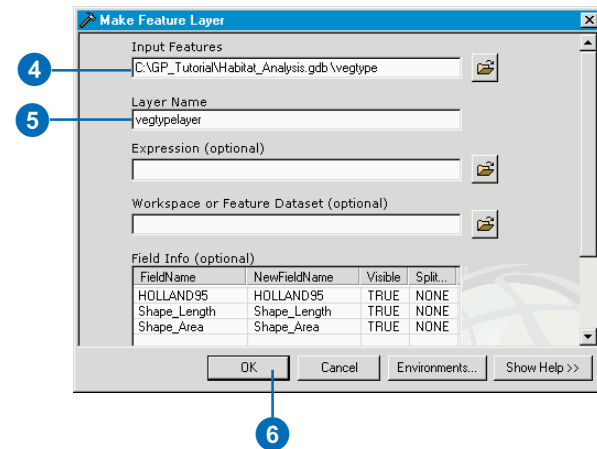 Make Feature Layer
Input Features
4
C:\GP_Tutorial\Habitat_Analysis.gdb\vegtype
Layer Name
5
vegtypelayer
Expression (optional)
Workspace or Feature Dataset (optional)
Field Info (optional)
FieldName NewFieldName Visible Split...
HOLLAND95 HOLLAND95 TRUE NONE
Shape_Length Shape_Length TRUE NONE
Shape_Area Shape_Area TRUE NONE
OK Cancel Environments... Show Help >>
6